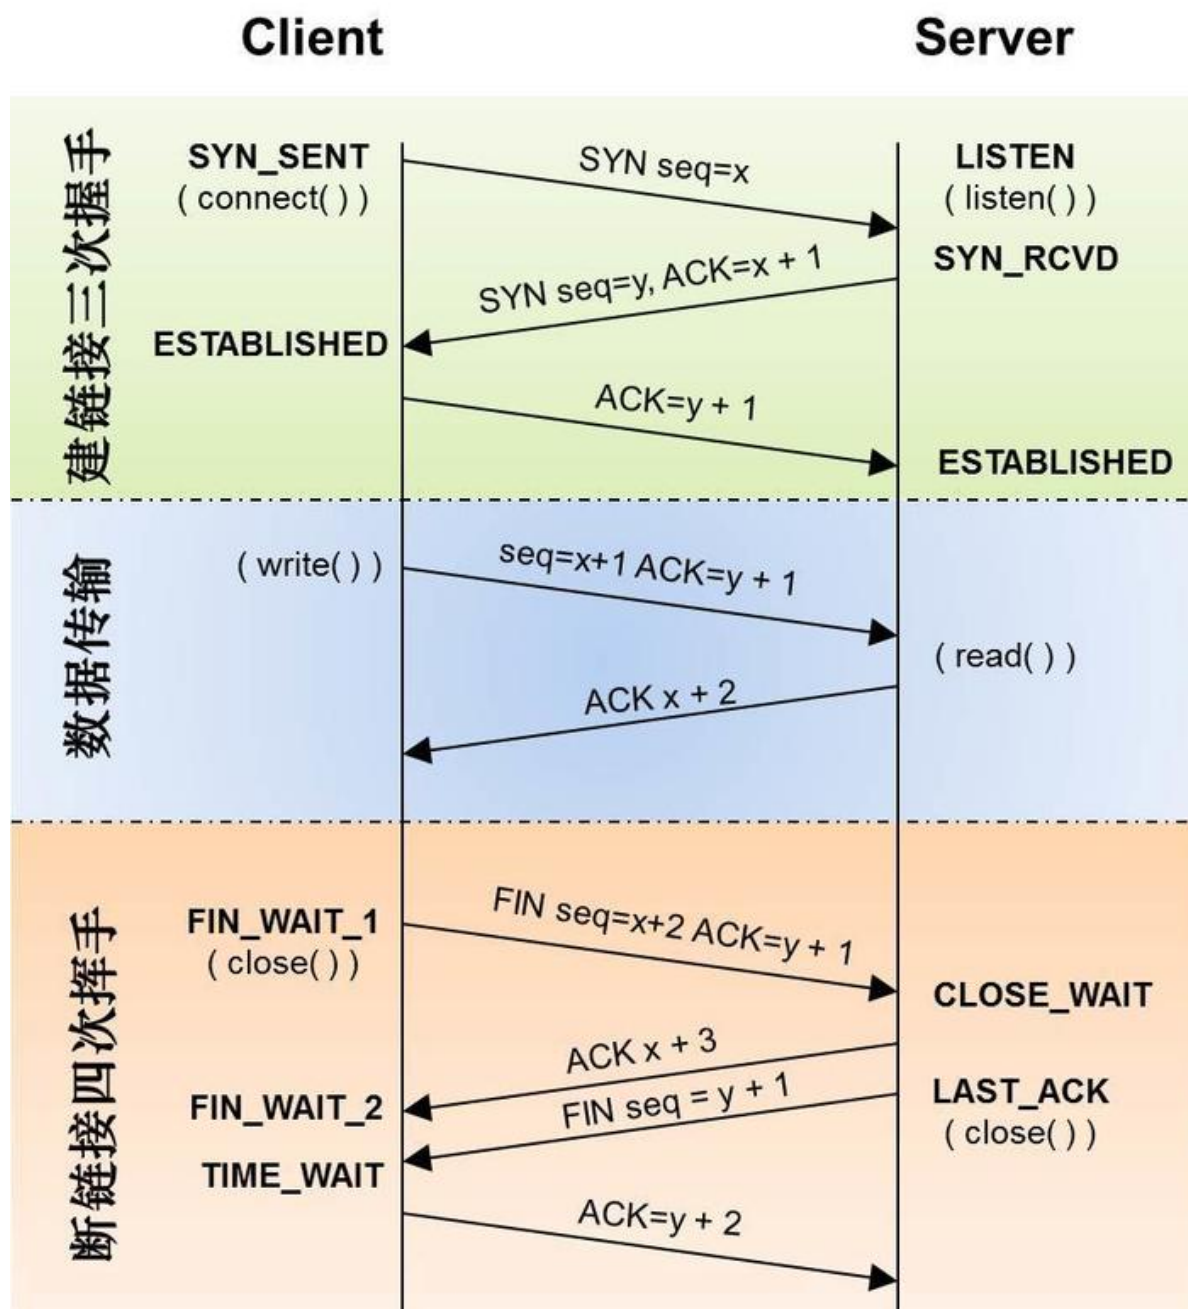 Client
Server
建链接三次握手
SYN_SENT
( connect( ) )
SYN seq=x
LISTEN
( listen( ) )
SYN_RCVD
SYN seq=y, ACK=x + 1
ESTABLISHED
ACK=y + 1
ESTABLISHED
数据传输
( write( ) )
seq=x+1 ACK=y + 1
( read( ) )
ACK x + 2
断链接四次挥手
FIN_WAIT_1
( close( ) )
FIN seq=x+2 ACK=y + 1
CLOSE_WAIT
ACK x + 3
FIN_WAIT_2
FIN seq = y + 1
LAST_ACK
( close( ) )
TIME_WAIT
ACK=y + 2